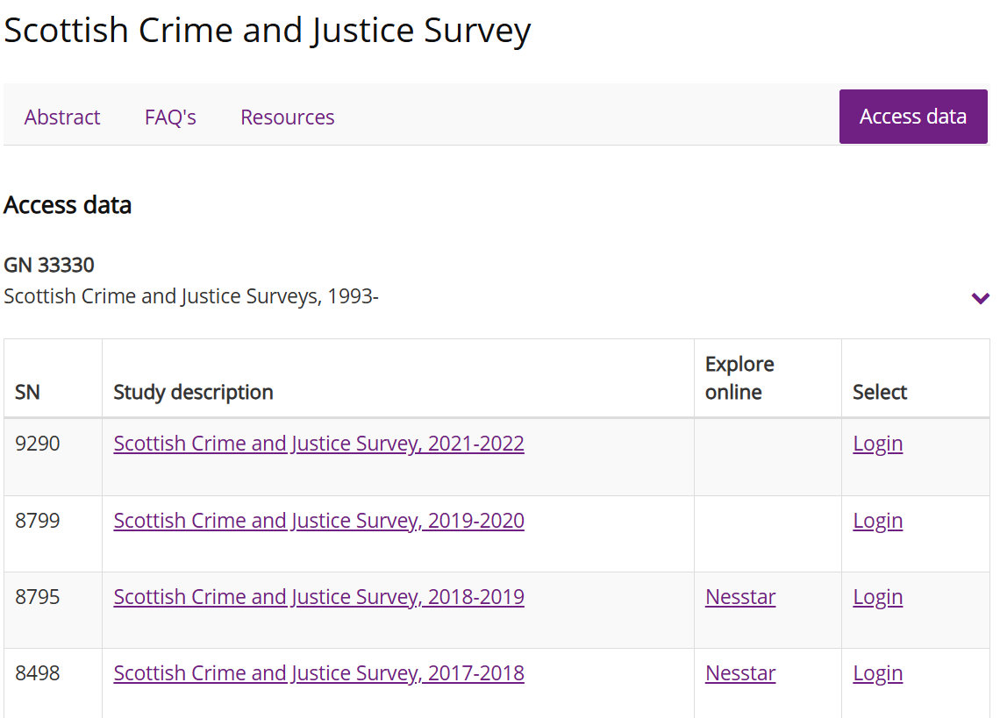 Scottish Crime and Justice Survey
Abstract FAQ's Resources Access data
Access data
GN 33330
Scottish Crime and Justice Surveys, 1993-
SN Study description Explore online Select
9290 Scottish Crime and Justice Survey, 2021-2022 Login
8799 Scottish Crime and Justice Survey, 2019-2020 Login
8795 Scottish Crime and Justice Survey, 2018-2019 Nesstar Login
8498 Scottish Crime and Justice Survey, 2017-2018 Nesstar Login